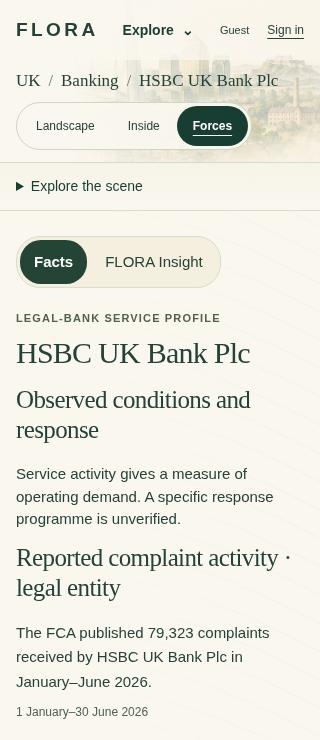 FLORA Explore Guest Sign in
UK / Banking / HSBC UK Bank Plc
Landscape Inside Forces
Explore the scene
Facts FLORA Insight
LEGAL-BANK SERVICE PROFILE
HSBC UK Bank Plc
Observed conditions and
response
Service activity gives a measure of
operating demand. A specific response
programme is unverified.
Reported complaint activity ·
legal entity
The FCA published 79,323 complaints
received by HSBC UK Bank Plc in
January–June 2026.
1 January–30 June 2026